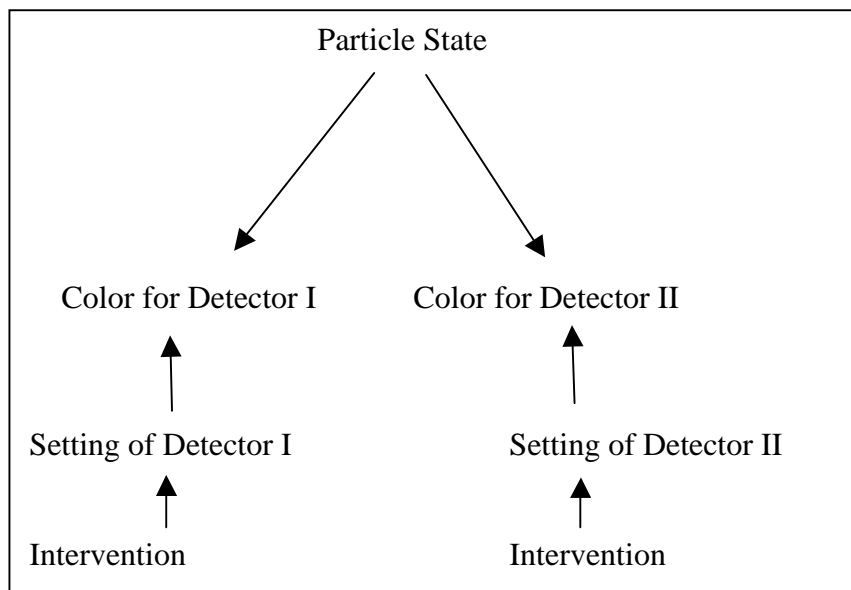 Particle State
Color for Detector I
Color for Detector II
Setting of Detector I
Setting of Detector II
Intervention
Intervention